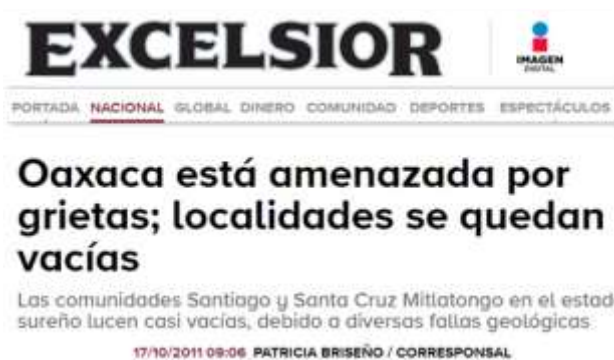 EXCELSIOR
IMAGEN
DIGITAL
PORTADA NACIONAL GLOBAL DINERO COMUNIDAD DEPORTES ESPECTÁCULOS
Oaxaca está amenazada por
grietas; localidades se quedan
vacías
Las comunidades Santiago y Santa Cruz Mitlatongo en el estad
sureño lucen casi vacías, debido a diversas fallas geológicas
17/10/2011 09:06 PATRICIA BRISEÑO / CORRESPONSAL